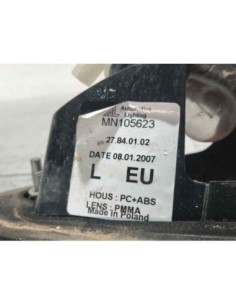 Automotive
Lighting
MN105623
27.84.01.02
DATE 08.01.2007
L EU
HOUS : PC+ABS
LENS : PMMA
Made in Poland